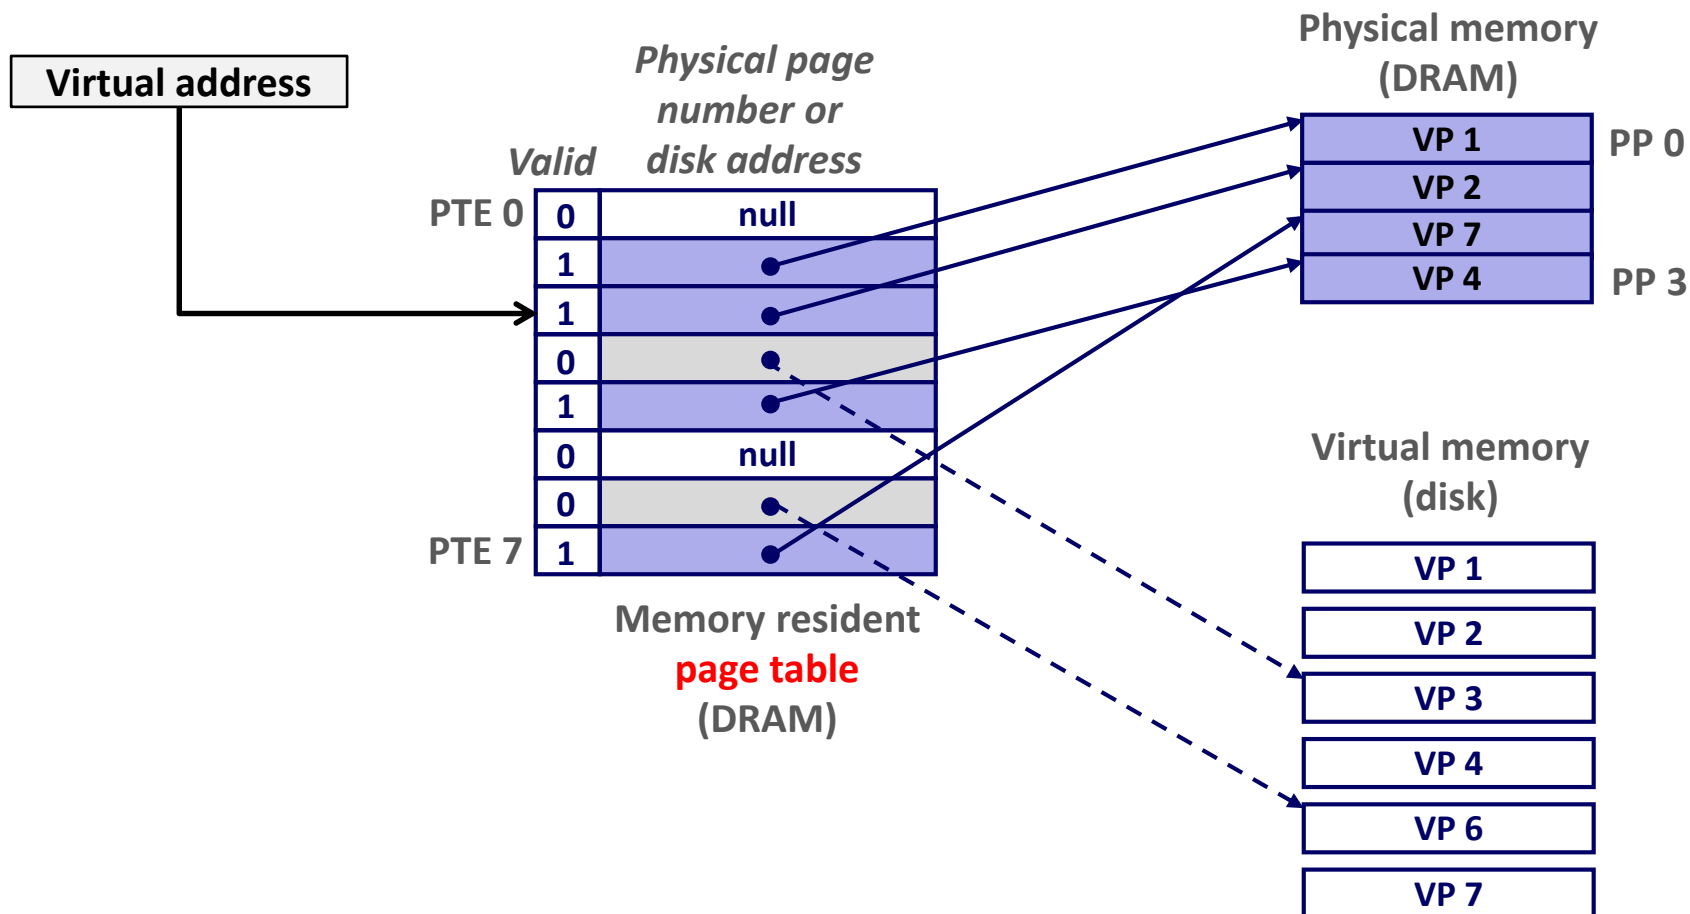 Virtual address
Physical page
number or
disk address
Valid
PTE 0
0
null
1
1
0
1
0
null
0
PTE 7
1
Memory resident
page table
(DRAM)
Physical memory
(DRAM)
VP 1
PP 0
VP 2
VP 7
VP 4
PP 3
Virtual memory
(disk)
VP 1
VP 2
VP 3
VP 4
VP 6
VP 7